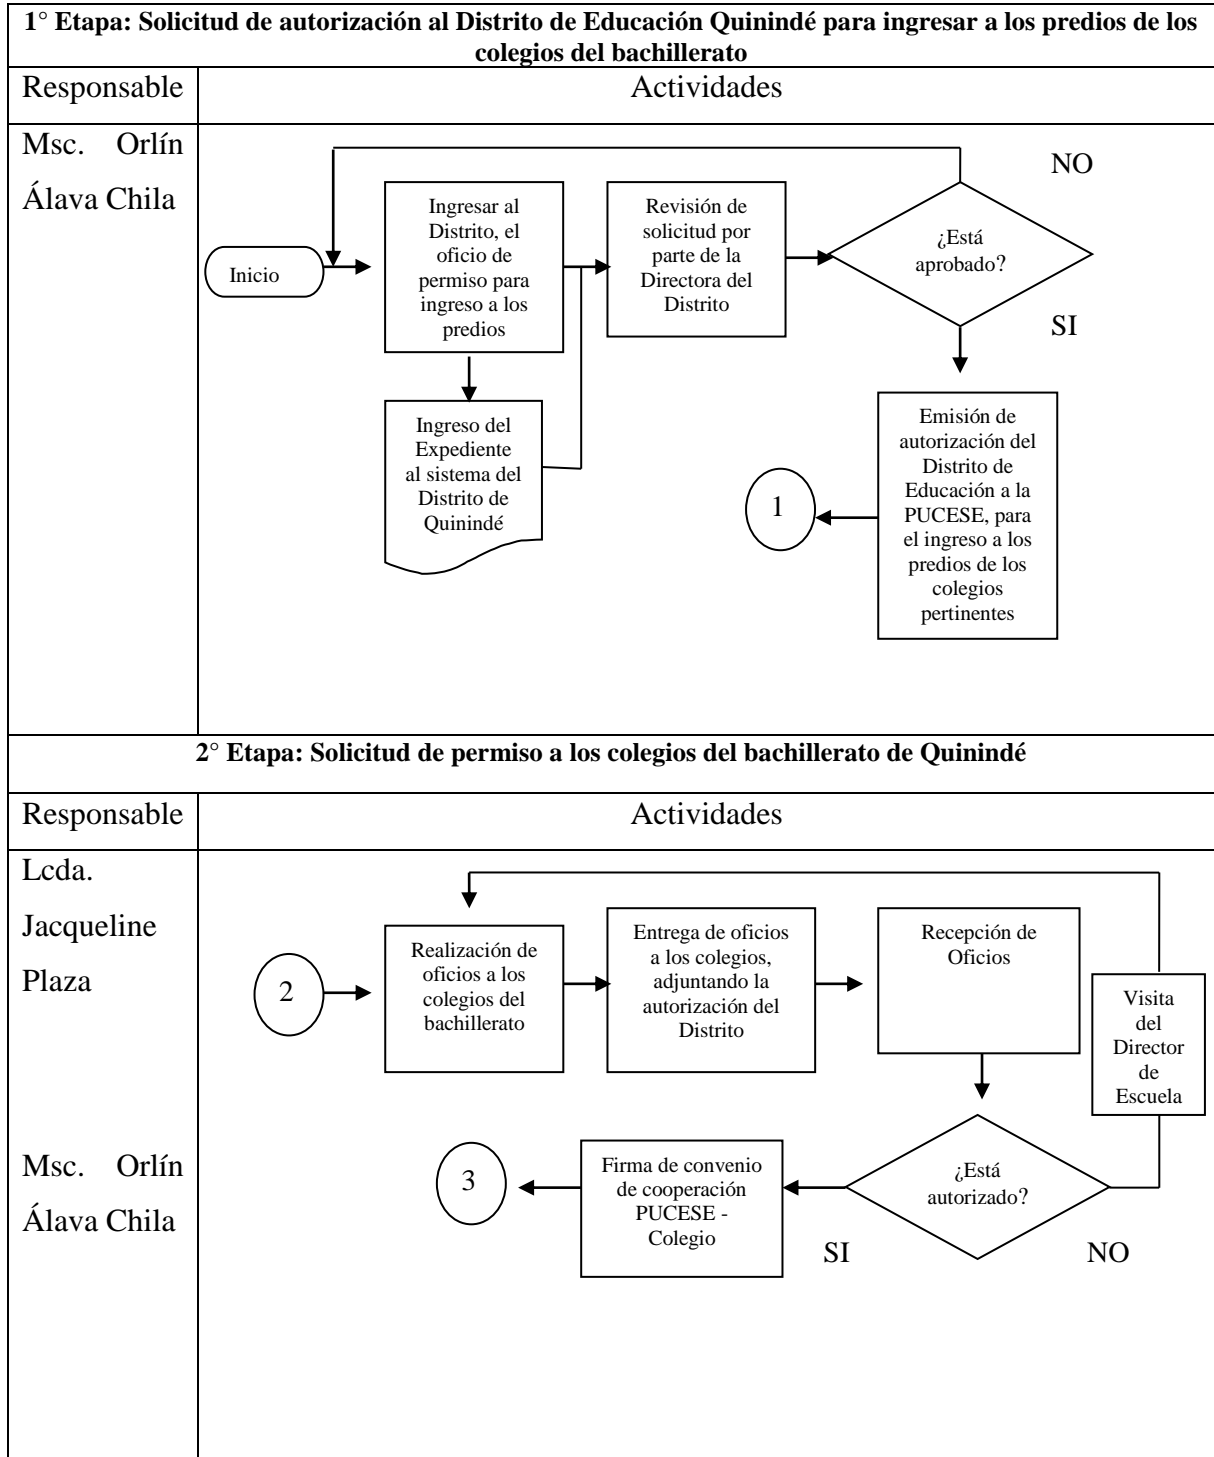 1° Etapa: Solicitud de autorización al Distrito de Educación Quinindé para ingresar a los predios de los
colegios del bachillerato
Responsable
Actividades
Msc. Orlín
Álava Chila
Inicio
Ingresar al
Distrito, el
oficio de
permiso para
ingreso a los
predios
Ingreso del
Expediente
al sistema del
Distrito de
Quinindé
Revisión de
solicitud por
parte de la
Directora del
Distrito
¿Está
aprobado?
NO
SI
Emisión de
autorización del
Distrito de
Educación a la
PUCESE, para
el ingreso a los
predios de los
colegios
pertinentes
1
2° Etapa: Solicitud de permiso a los colegios del bachillerato de Quinindé
Responsable
Actividades
Lcda.
Jacqueline
Plaza
Msc. Orlín
Álava Chila
2
Realización de
oficios a los
colegios del
bachillerato
Entrega de oficios
a los colegios,
adjuntando la
autorización del
Distrito
Recepción de
Oficios
Visita
del
Director
de
Escuela
¿Está
autorizado?
SI
NO
Firma de convenio
de cooperación
PUCESE -
Colegio
3